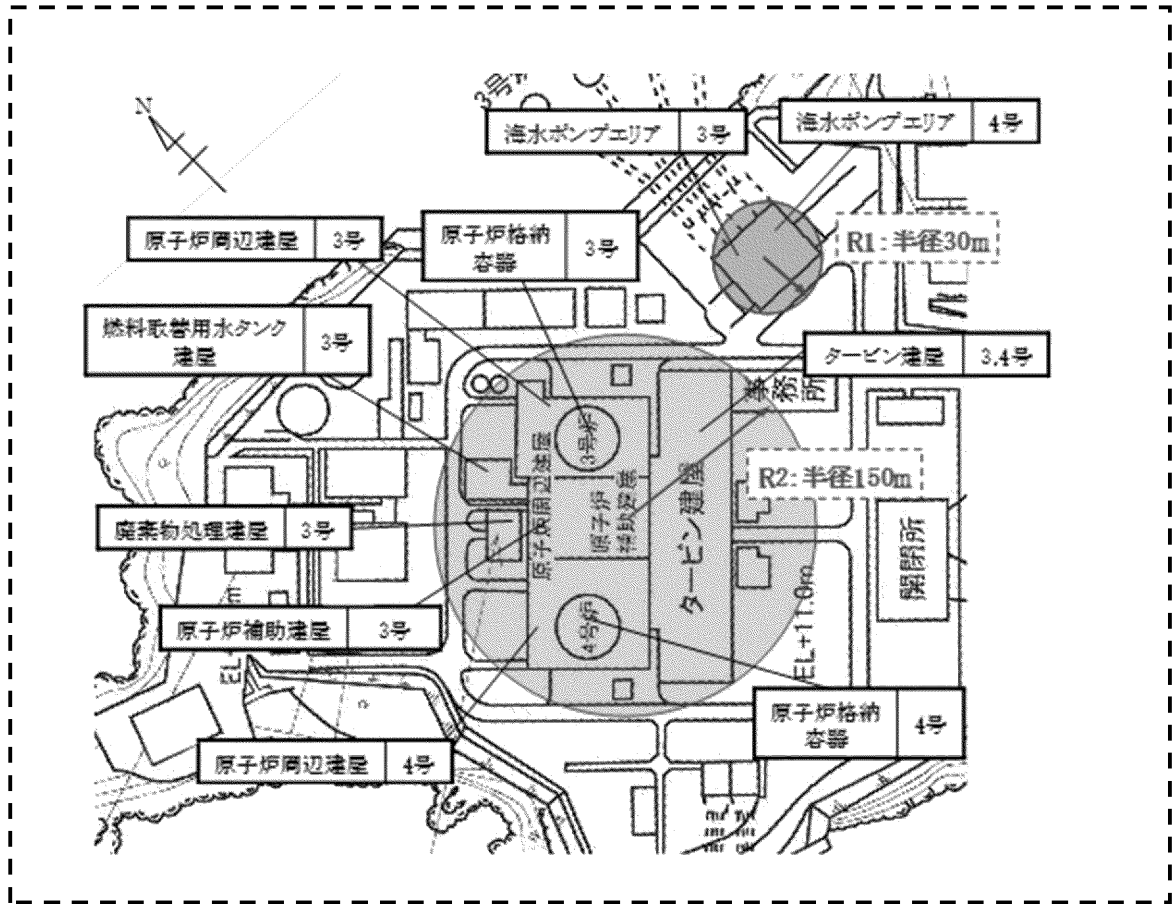 N
3号
海水ポンプエリア 3号
海水ポンプエリア 4号
原子炉周辺建屋 3号
原子炉格納
容器 3号
R1:半径30m
燃料取替用水タンク
建屋 3号
タービン建屋 3,4号
事務所
3号炉
原子炉周辺建屋
原子炉
補助建屋
タービン建屋
R2:半径150m
廃棄物処理建屋 3号
開閉所
原子炉補助建屋 3号
4号炉
EL+11.0m
EL+
m
原子炉格納
容器 4号
原子炉周辺建屋 4号